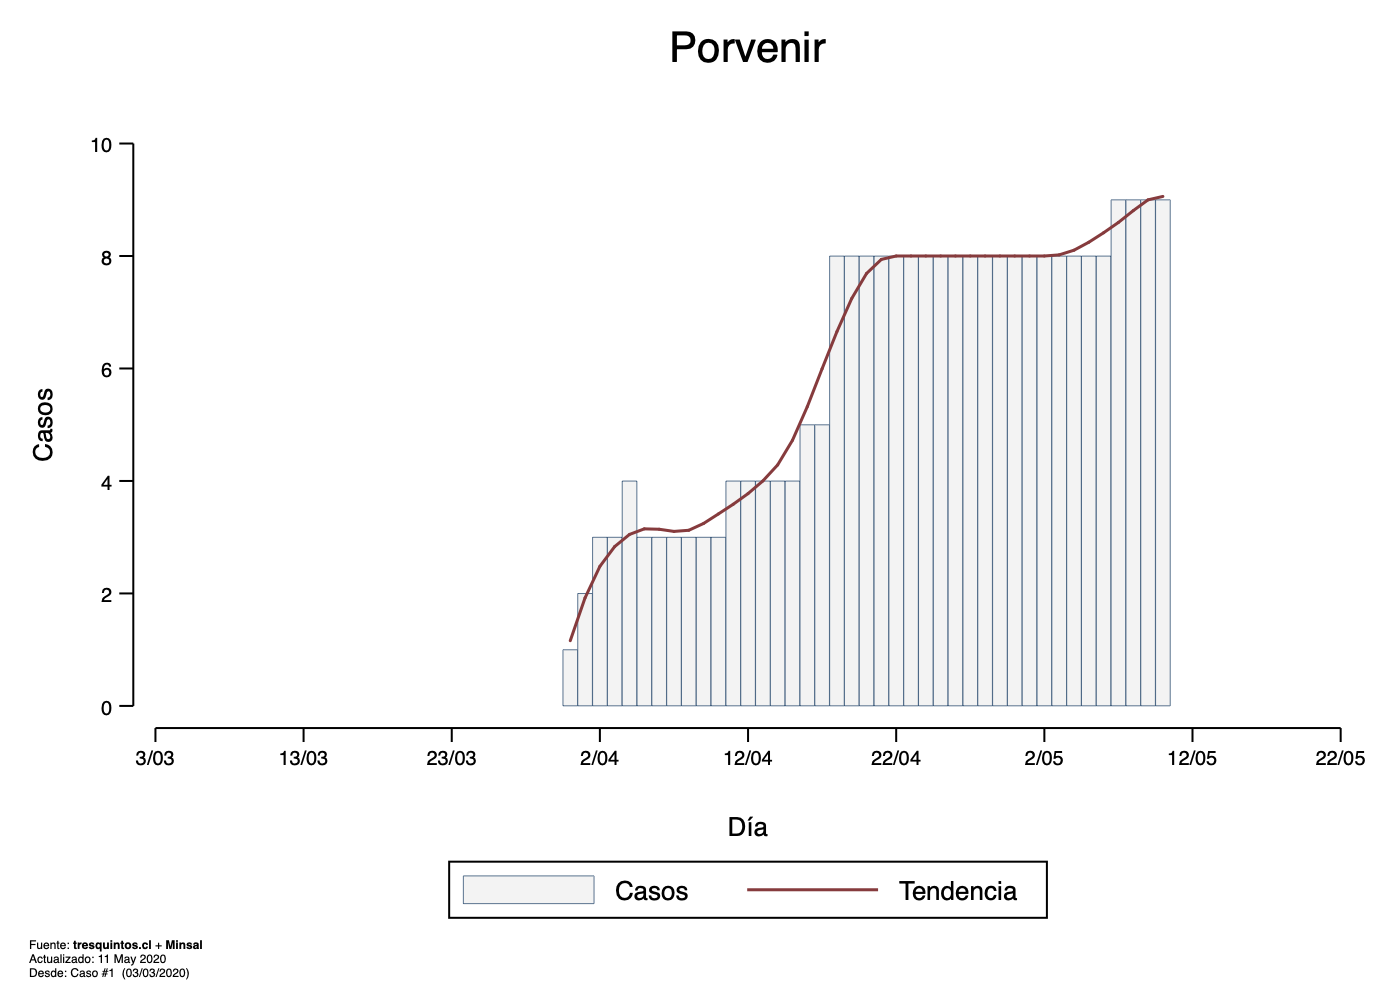 Porvenir
10
8
6
4
2
0
Casos
3/03 13/03 23/03 2/04 12/04 22/04 2/05 12/05 22/05
Día
Casos Tendencia
Fuente: tresquintos.cl + Minsal
Actualizado: 11 May 2020
Desde: Caso #1 (03/03/2020)